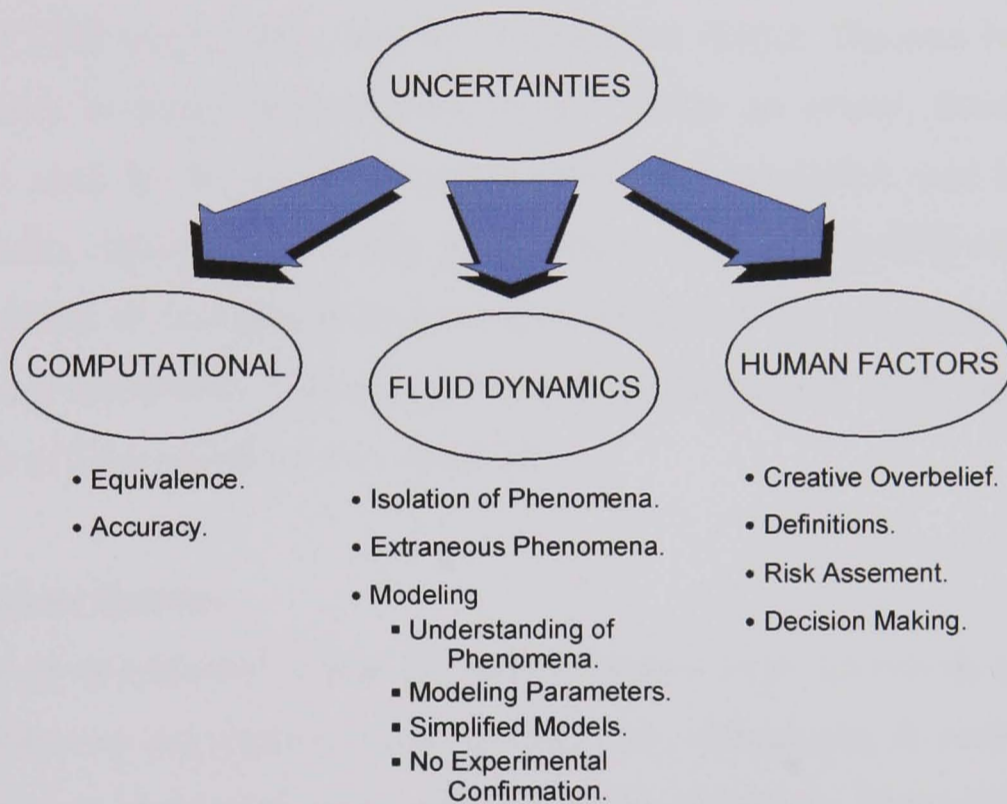 UNCERTAINTIES
COMPUTATIONAL
• Equivalence.
• Accuracy.
FLUID DYNAMICS
• Isolation of Phenomena.
• Extraneous Phenomena.
• Modeling
▪ Understanding of
Phenomena.
▪ Modeling Parameters.
▪ Simplified Models.
▪ No Experimental
Confirmation.
HUMAN FACTORS
• Creative Overbelief.
• Definitions.
• Risk Assement.
• Decision Making.